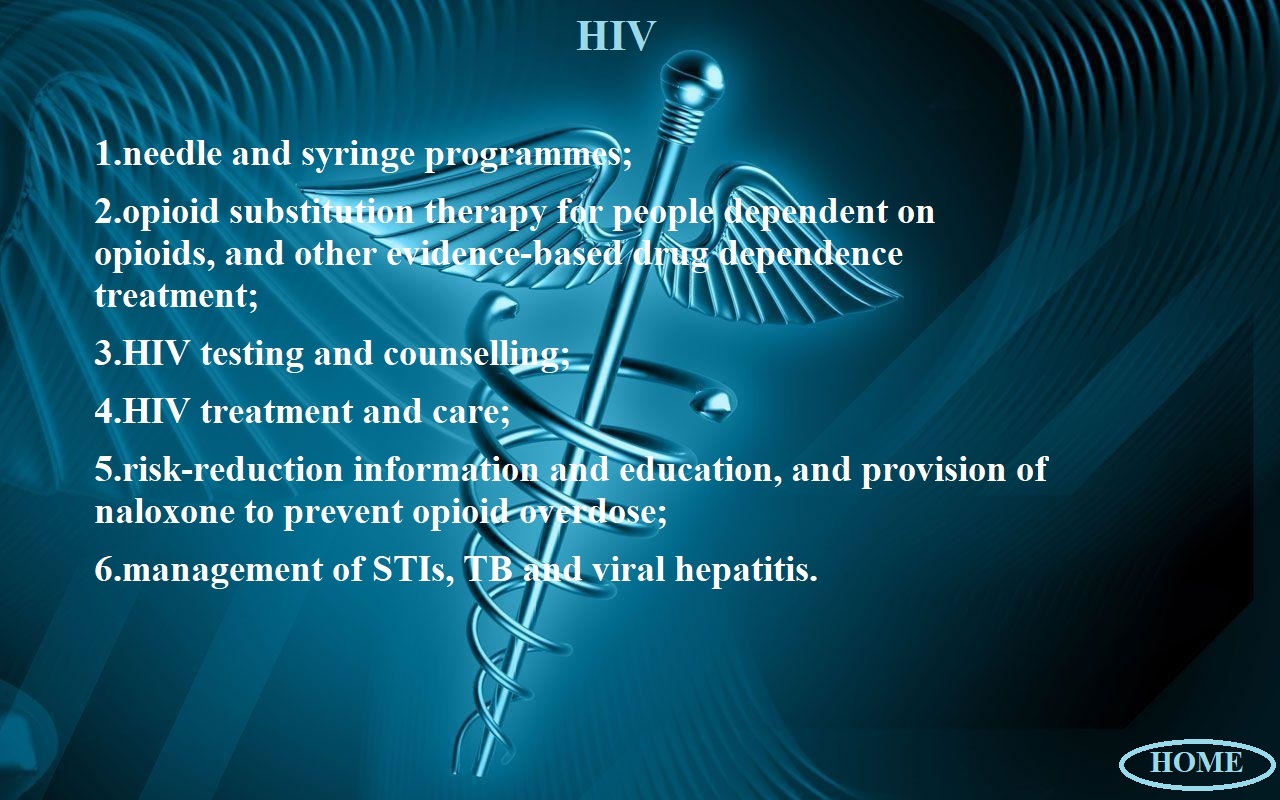 HIV
1.needle and syringe programmes;
2.opioid substitution therapy for people dependent on
opioids, and other evidence-based drug dependence
treatment;
3.HIV testing and counselling;
4.HIV treatment and care;
5.risk-reduction information and education, and provision of
naloxone to prevent opioid overdose;
6.management of STIs, TB and viral hepatitis.
HOME